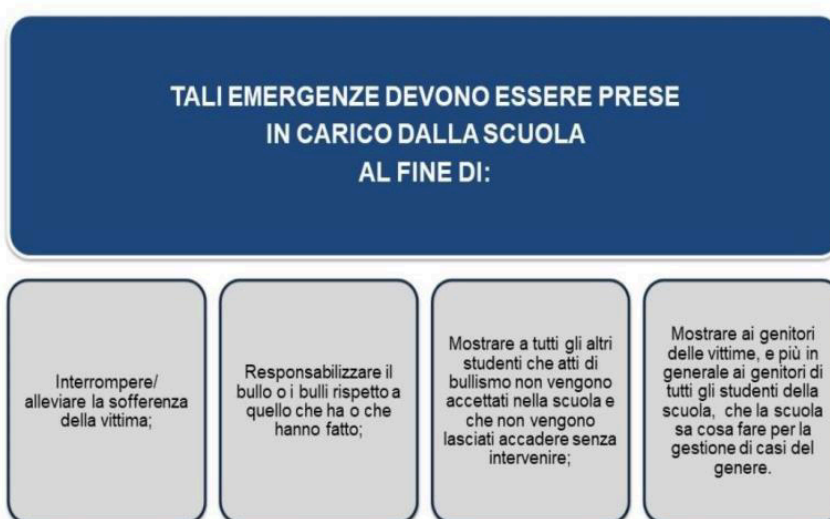 TALI EMERGENZE DEVONO ESSERE PRESE
IN CARICO DALLA SCUOLA
AL FINE DI:
Interrompere/
alleviare la sofferenza
della vittima;
Responsabilizzare il
bullo o i bulli rispetto a
quello che ha o che
hanno fatto;
Mostrare a tutti gli altri
studenti che atti di
bullismo non vengono
accettati nella scuola e
che non vengono
lasciati accadere senza
intervenire;
Mostrare ai genitori
delle vittime, e più in
generale ai genitori di
tutti gli studenti della
scuola, che la scuola
sa cosa fare per la
gestione di casi del
genere.